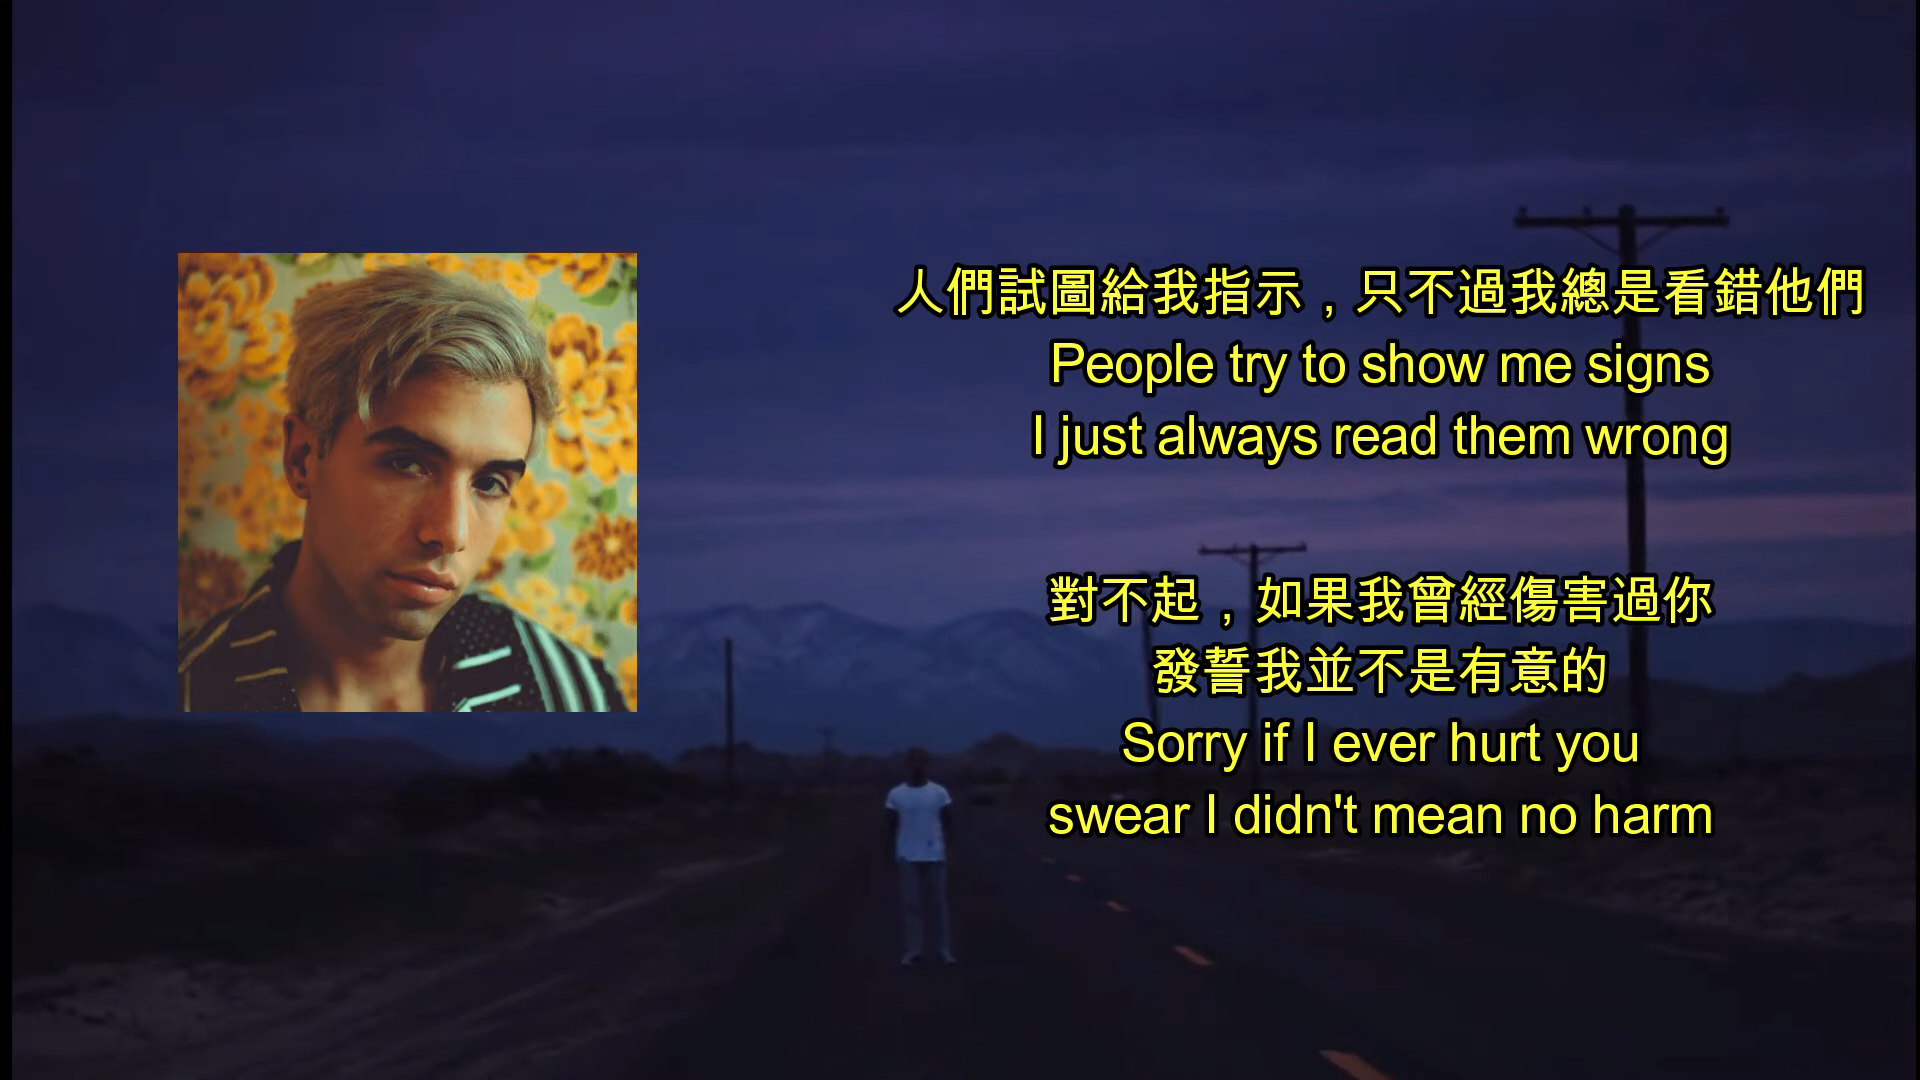 人們試圖給我指示，只不過我總是看錯他們
People try to show me signs
I just always read them wrong
對不起，如果我曾經傷害過你
發誓我並不是有意的
Sorry if I ever hurt you
swear I didn't mean no harm